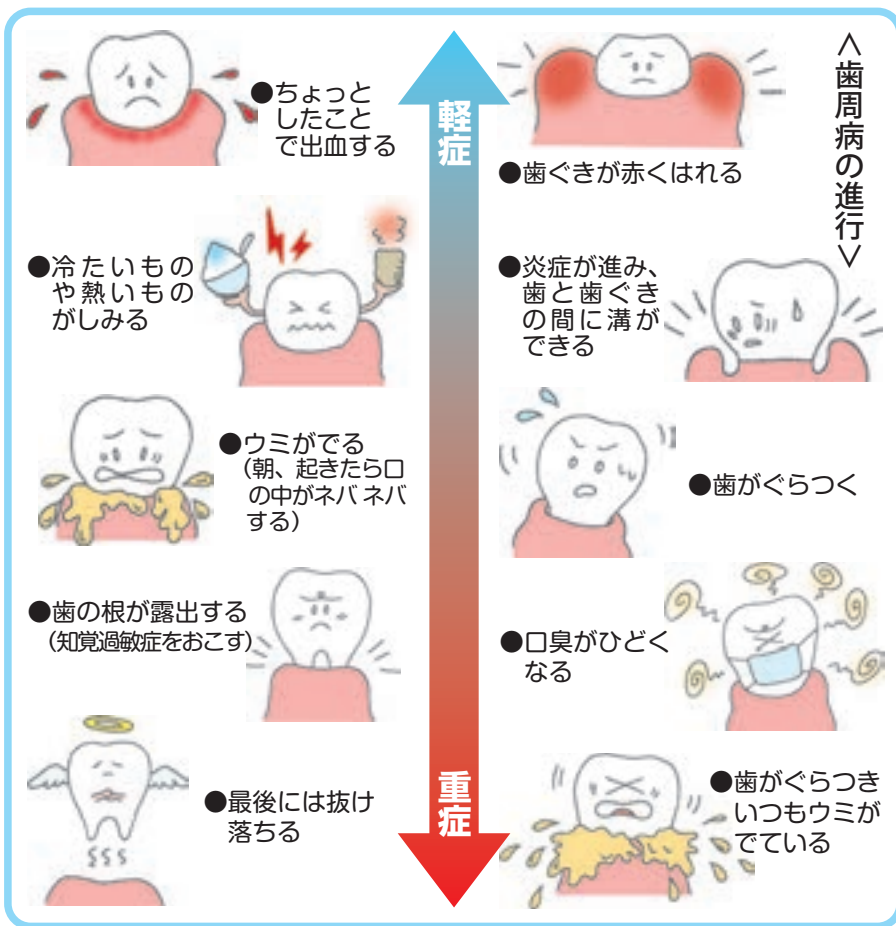 ＜歯周病の進行＞
軽症
●ちょっと
したこと
で出血する
●歯ぐきが赤くはれる
●冷たいもの
や熱いもの
がしみる
●炎症が進み、
歯と歯ぐき
の間に溝が
できる
●ウミがでる
（朝、起きたら口
の中がネバネバ
する）
●歯がぐらつく
●歯の根が露出する
（知覚過敏症をおこす）
●口臭がひどく
なる
●最後には抜け
落ちる
●歯がぐらつき
いつもウミが
でている
重症